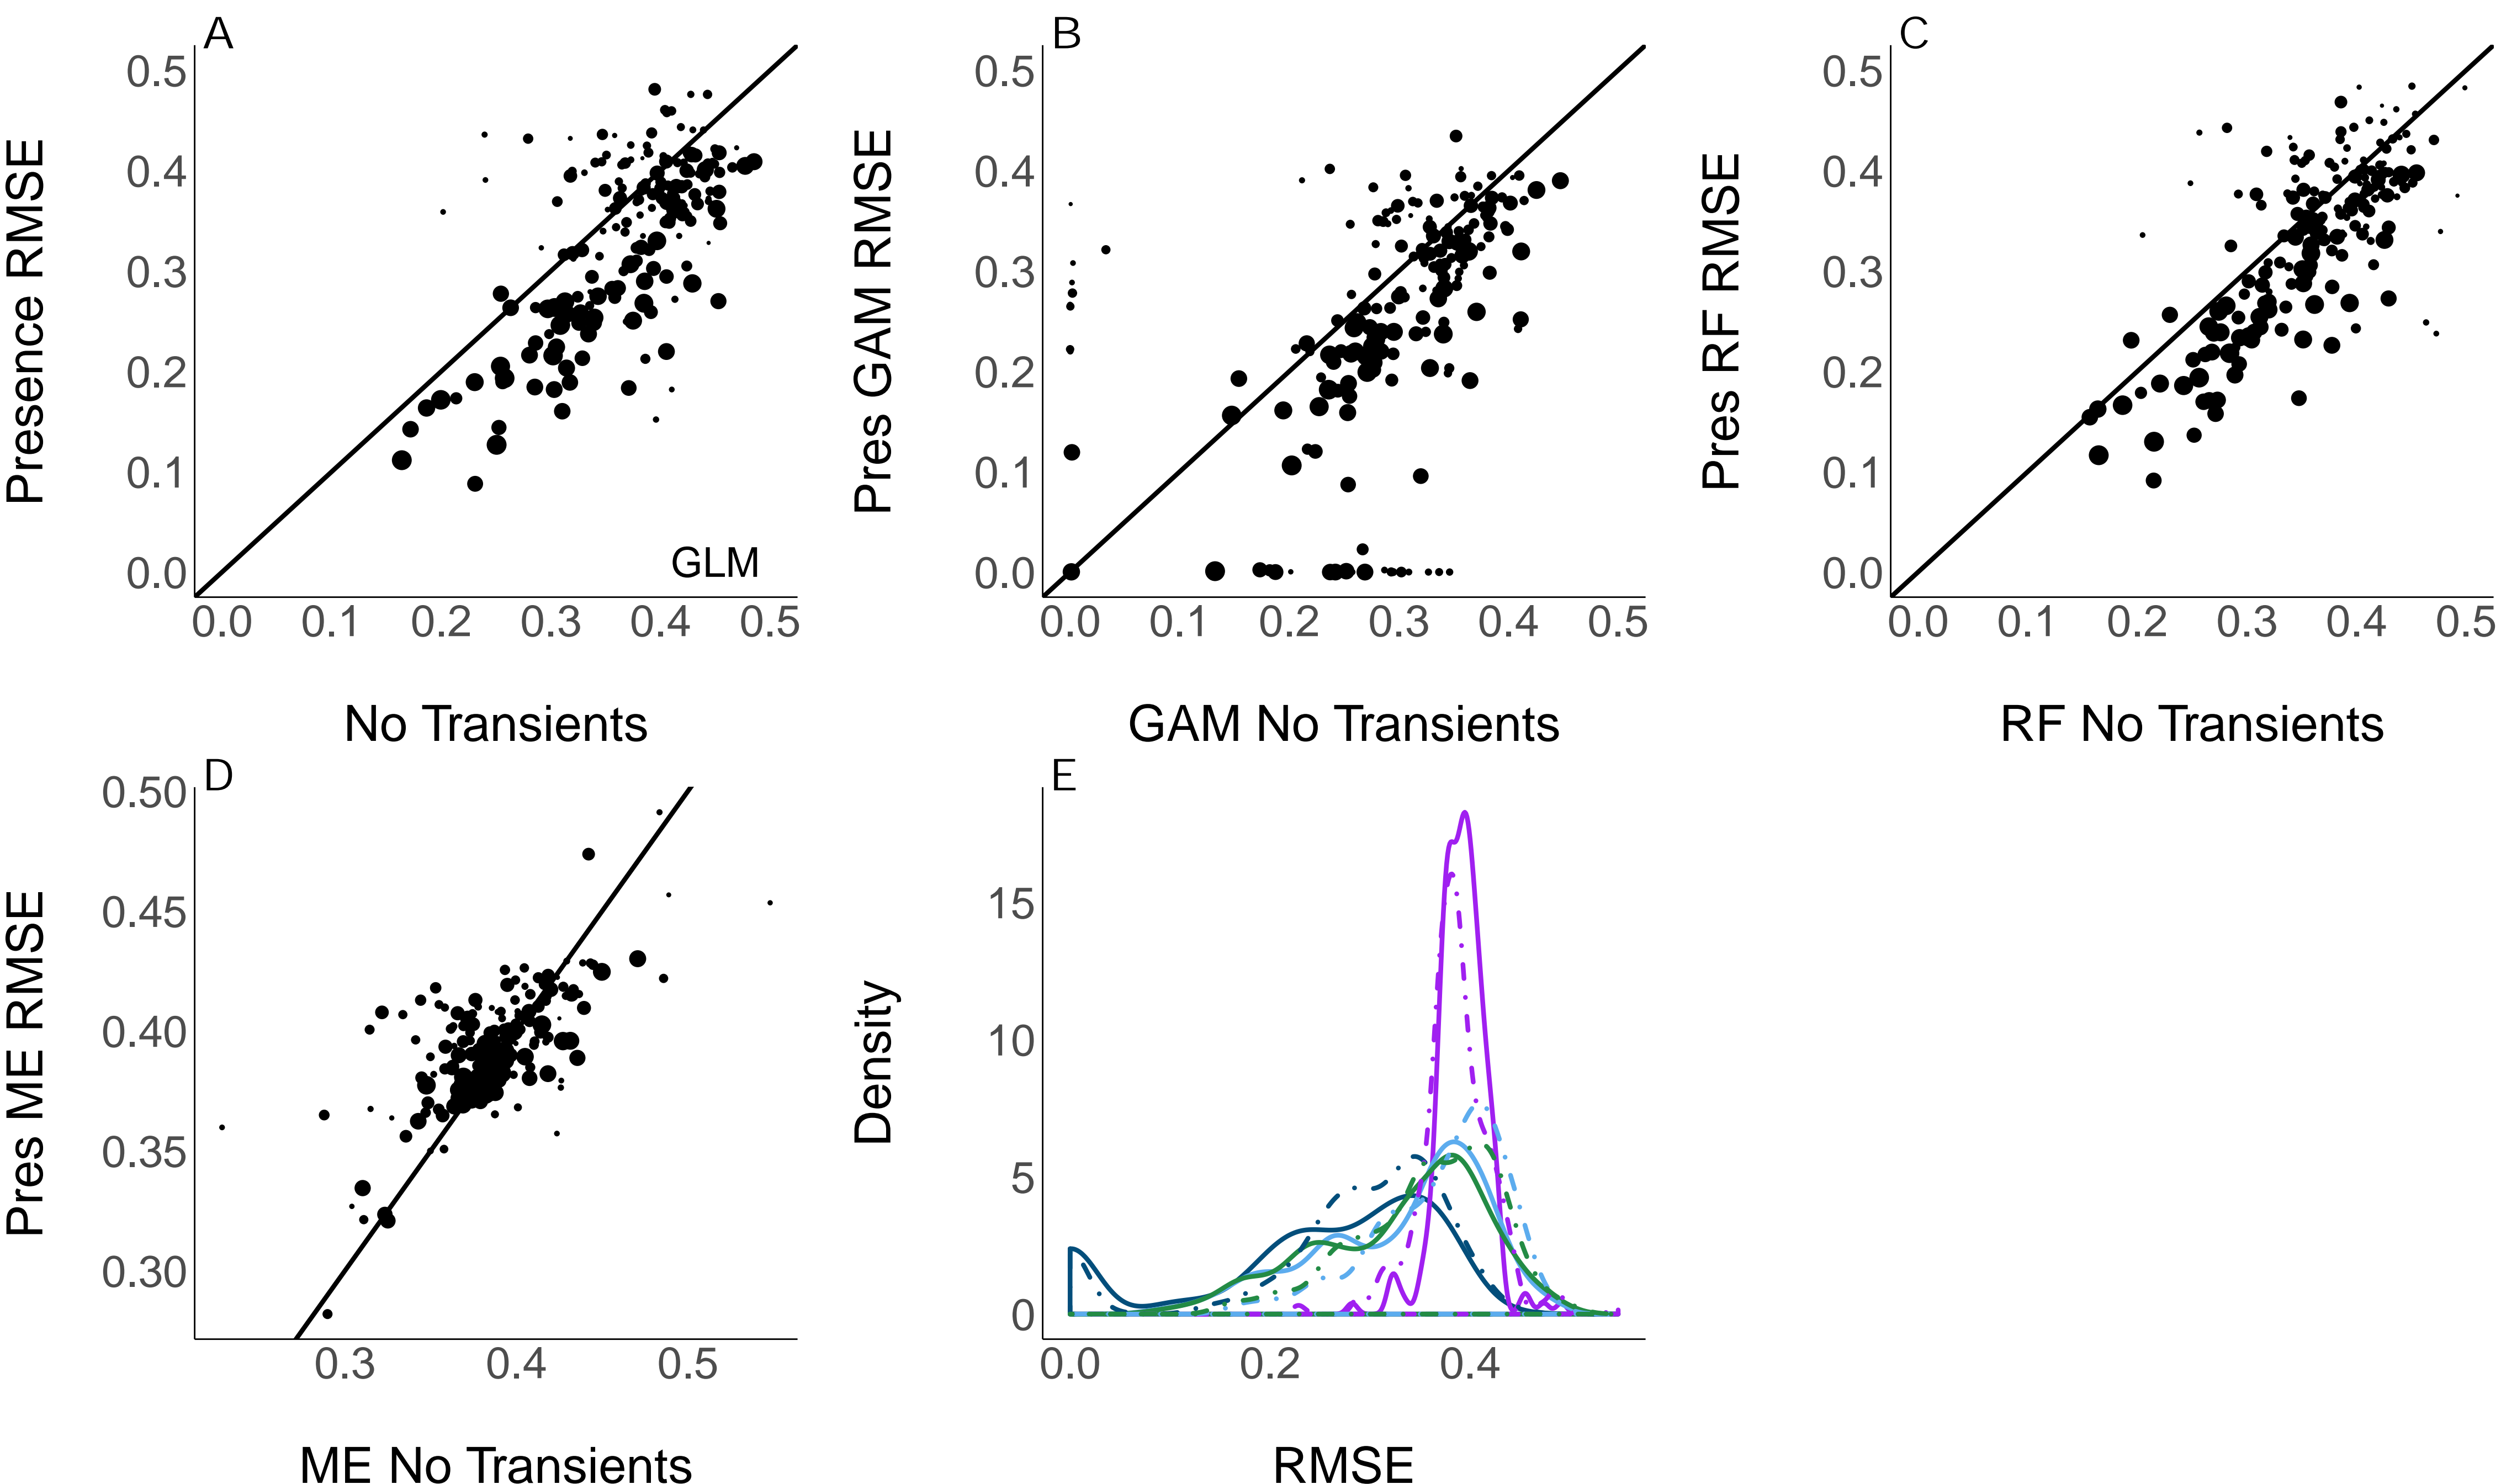 A
Presence RMSE
0.5
0.4
0.3
0.2
0.1
0.0
GLM
0.0 0.1 0.2 0.3 0.4 0.5
No Transients
B
Pres GAM RMSE
0.5
0.4
0.3
0.2
0.1
0.0
0.0 0.1 0.2 0.3 0.4 0.5
GAM No Transients
C
Pres RF RMSE
0.5
0.4
0.3
0.2
0.1
0.0
0.0 0.1 0.2 0.3 0.4 0.5
RF No Transients
D
Pres ME RMSE
0.50
0.45
0.40
0.35
0.30
0.3 0.4 0.5
ME No Transients
E
Density
15
10
5
0
0.0 0.2 0.4
RMSE